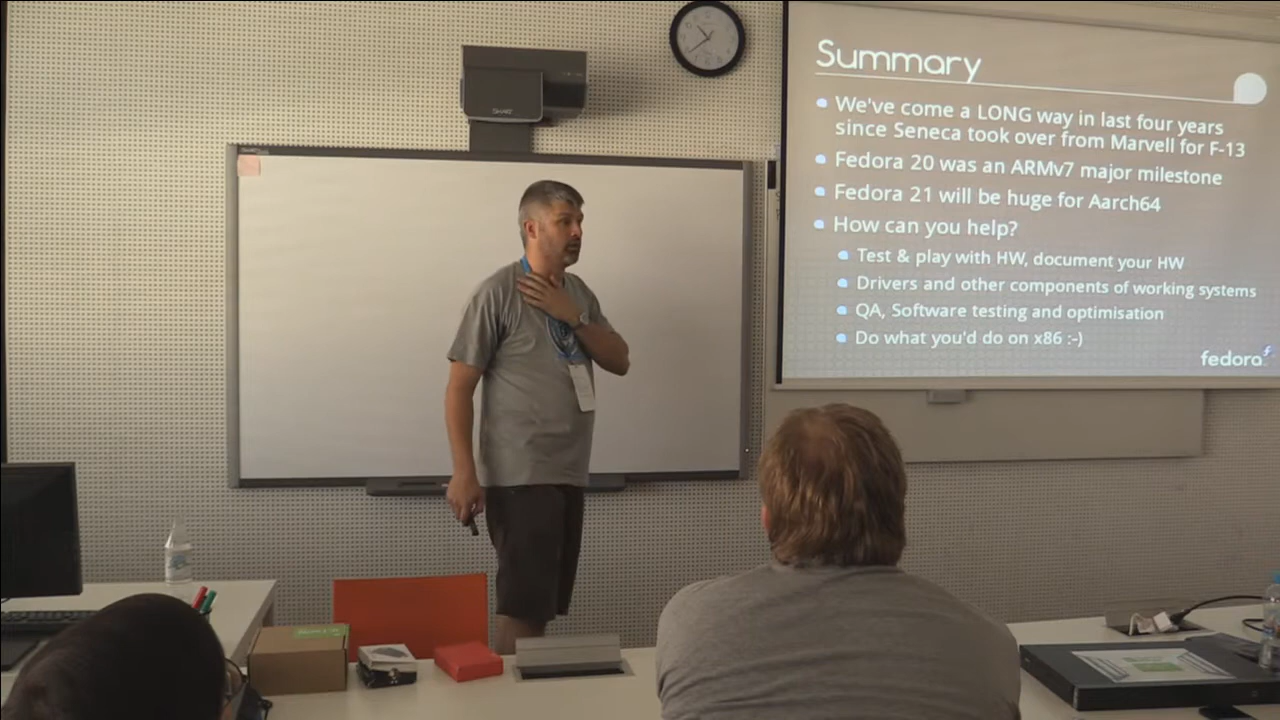 SMART
Summary
We've come a LONG way in last four years
since Seneca took over from Marvell for F-13
Fedora 20 was an ARMv7 major milestone
Fedora 21 will be huge for Aarch64
How can you help?
Test & play with HW, document your HW
Drivers and other components of working systems
QA, Software testing and optimisation
Do what you'd do on x86 :-)
fedora